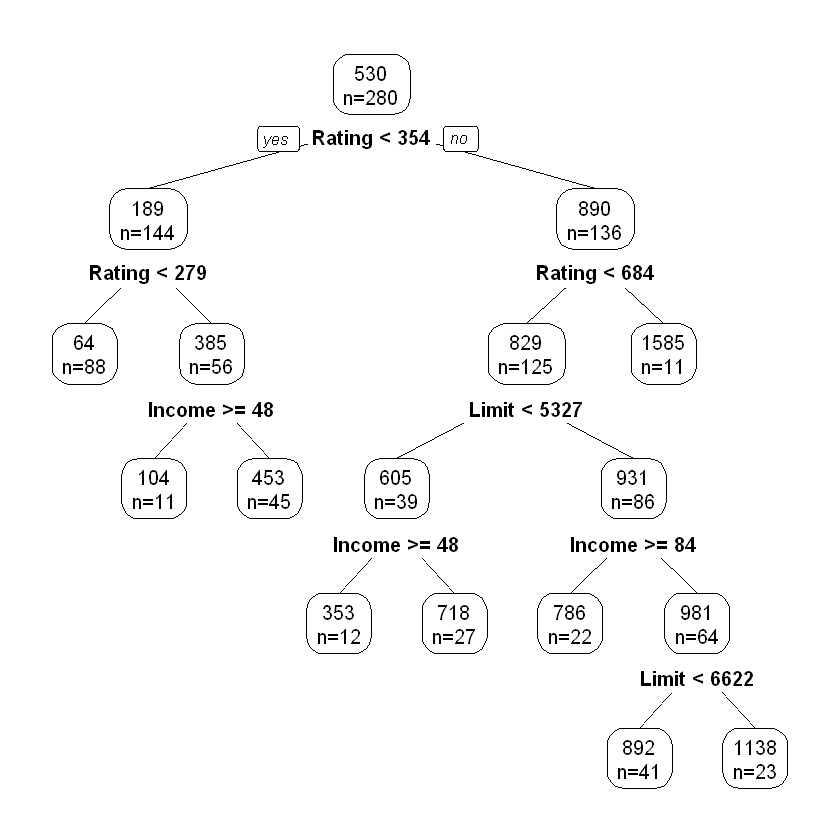 530
n=280
yes Rating < 354 no
189
n=144
890
n=136
Rating < 279
Rating < 684
64
n=88
385
n=56
829
n=125
1585
n=11
Income >= 48
Limit < 5327
104
n=11
453
n=45
605
n=39
931
n=86
Income >= 48
Income >= 84
353
n=12
718
n=27
786
n=22
981
n=64
Limit < 6622
892
n=41
1138
n=23